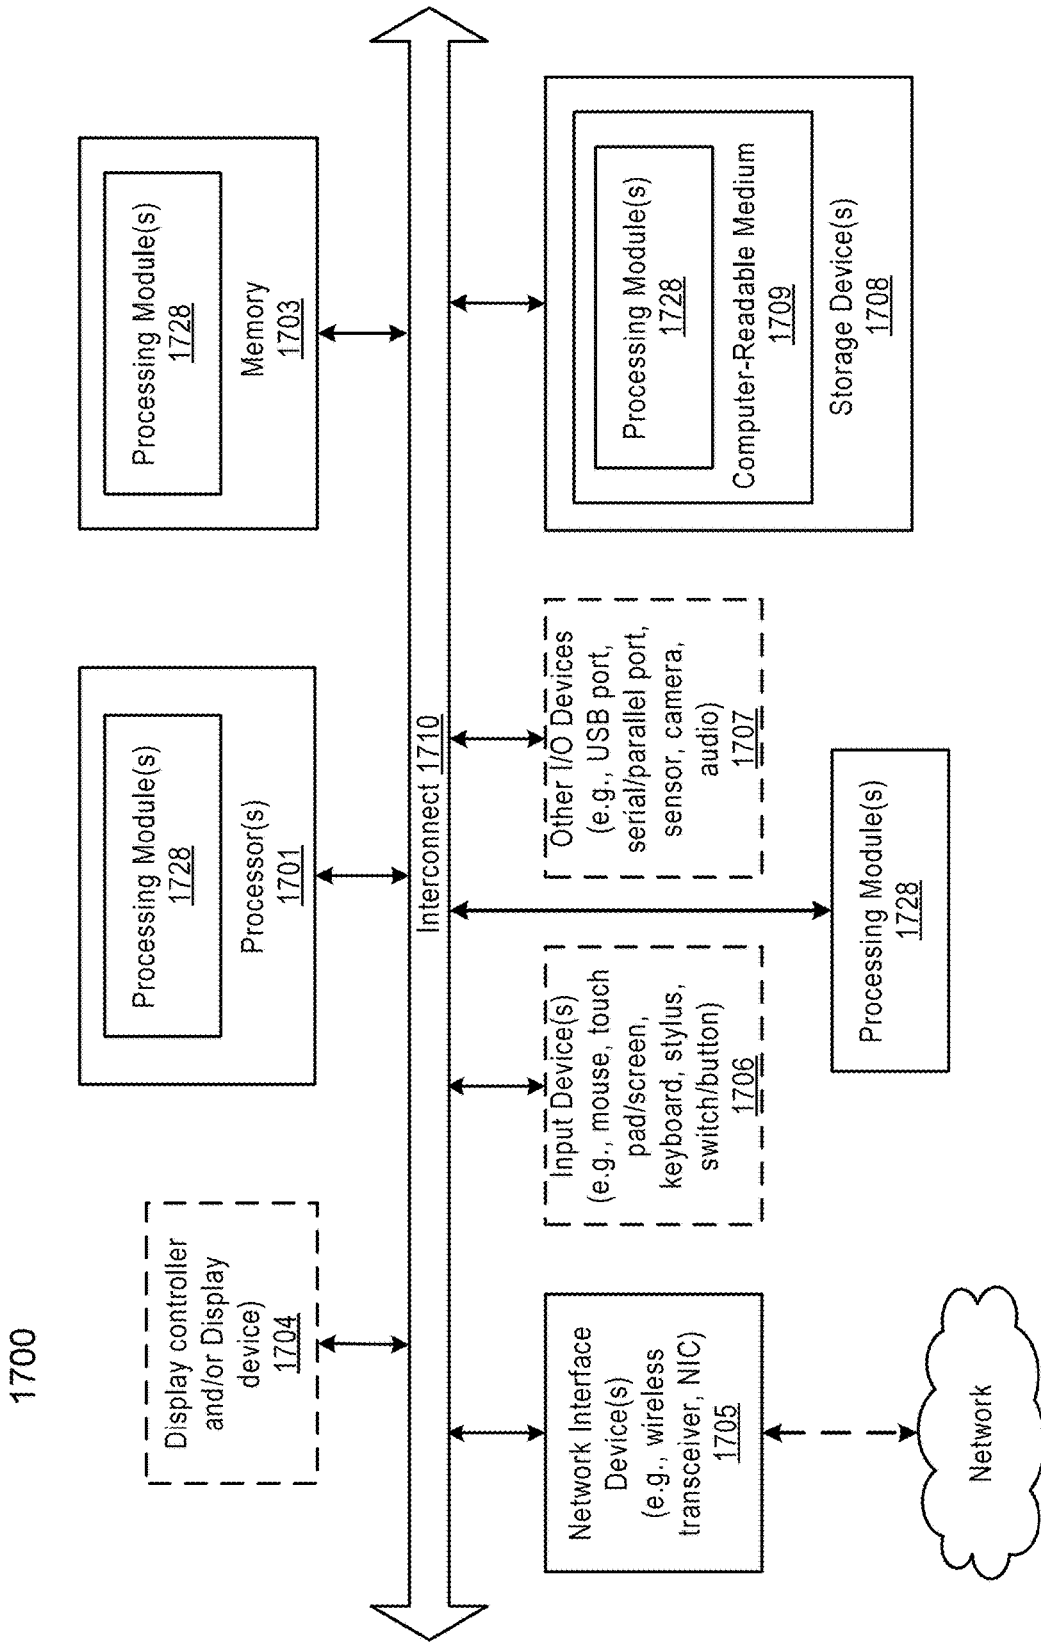 1700
Display controller
and/or Display
device)
1704
Processing Module(s)
1728
Processor(s)
1701
Processing Module(s)
1728
Memory
1703
Interconnect 1710
Network Interface
Device(s)
(e.g., wireless
transceiver, NIC)
1705
Input Device(s)
(e.g., mouse, touch
pad/screen,
keyboard, stylus,
switch/button)
1706
Other I/O Devices
(e.g., USB port,
serial/parallel port,
sensor, camera,
audio)
1707
Processing Module(s)
1728
Computer-Readable Medium
1709
Storage Device(s)
1708
Processing Module(s)
1728
Network